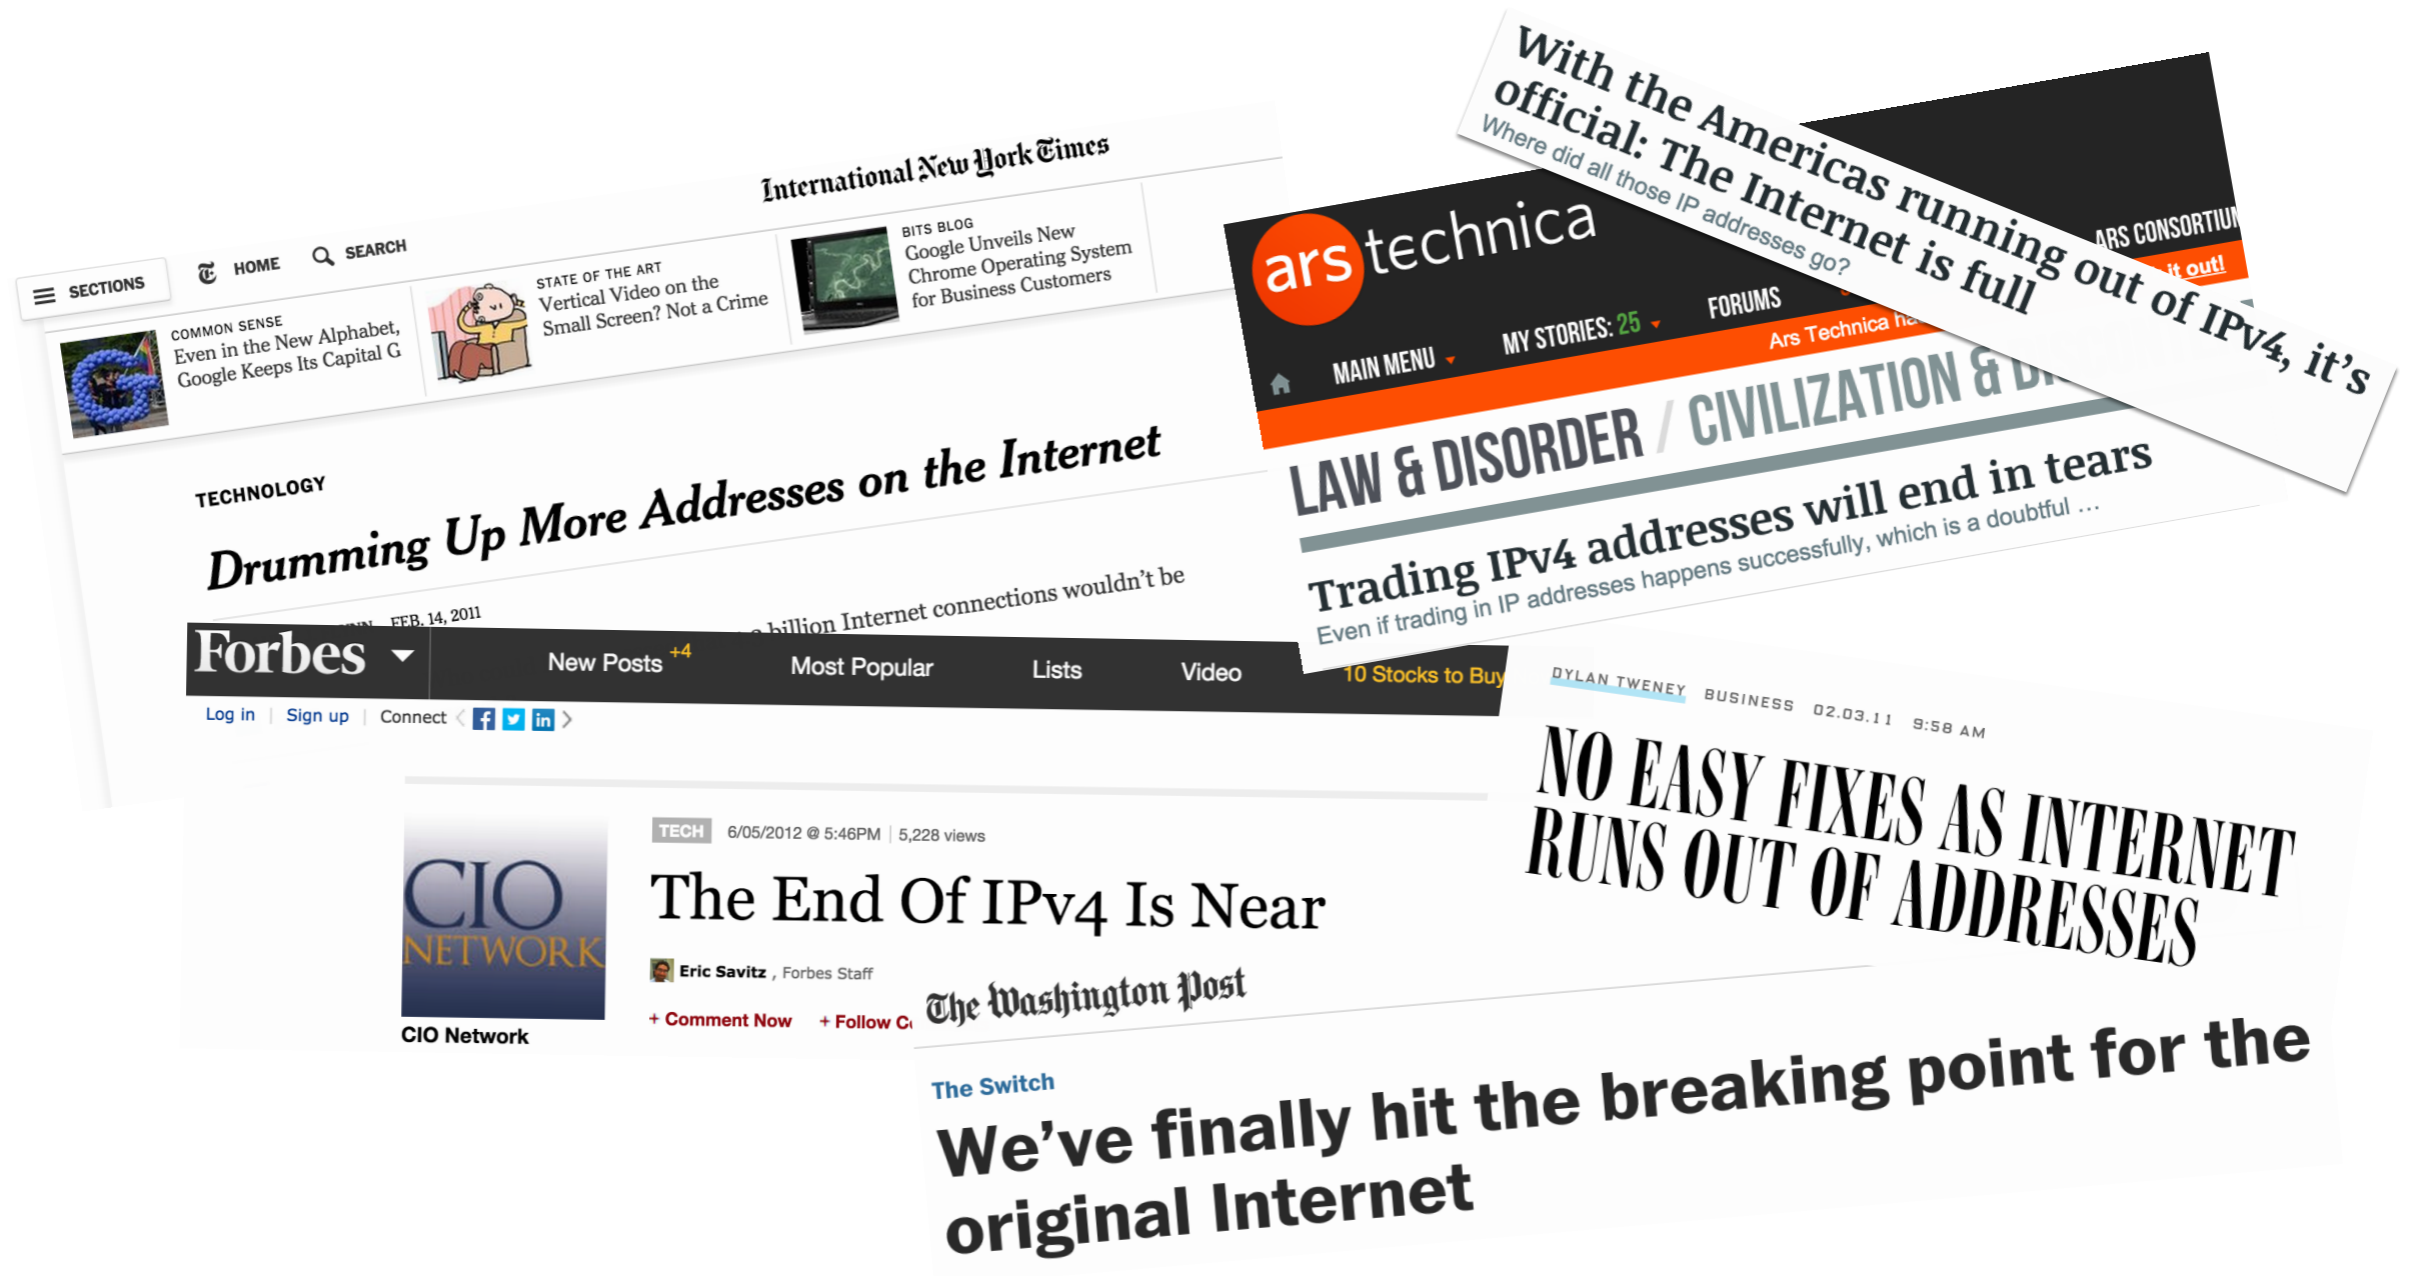 International New York Times
SECTIONS
HOME
SEARCH
COMMON SENSE
Even in the New Alphabet,
Google Keeps Its Capital G
STATE OF THE ART
Vertical Video on the
Small Screen? Not a Crime
BITS BLOG
Google Unveils New
Chrome Operating System
for Business Customers
TECHNOLOGY
Drumming Up More Addresses on the Internet
FEB. 14, 2011
billion Internet connections wouldn't be
With the Americas running out of IPv4, it's
official: The Internet is full
Where did all those IP addresses go?
ars technica
ARS CONSORTIUM
it out!
MAIN MENU
MY STORIES: 25
FORUMS
Ars Technica
LAW & DISORDER / CIVILIZATION &
Trading IPv4 addresses will end in tears
Even if trading in IP addresses happens successfully, which is a doubtful ...
Forbes
New Posts +4
Most Popular
Lists
Video
10 Stocks to Buy
Log in | Sign up | Connect
CIO
NETWORK
CIO Network
TECH 6/05/2012 @ 5:46PM | 5,228 views
The End Of IPv4 Is Near
Eric Savitz , Forbes Staff
+ Comment Now + Follow
DYLAN TWENEY BUSINESS 02.03.11 9:58 AM
NO EASY FIXES AS INTERNET
RUNS OUT OF ADDRESSES
The Washington Post
The Switch
We've finally hit the breaking point for the
original Internet